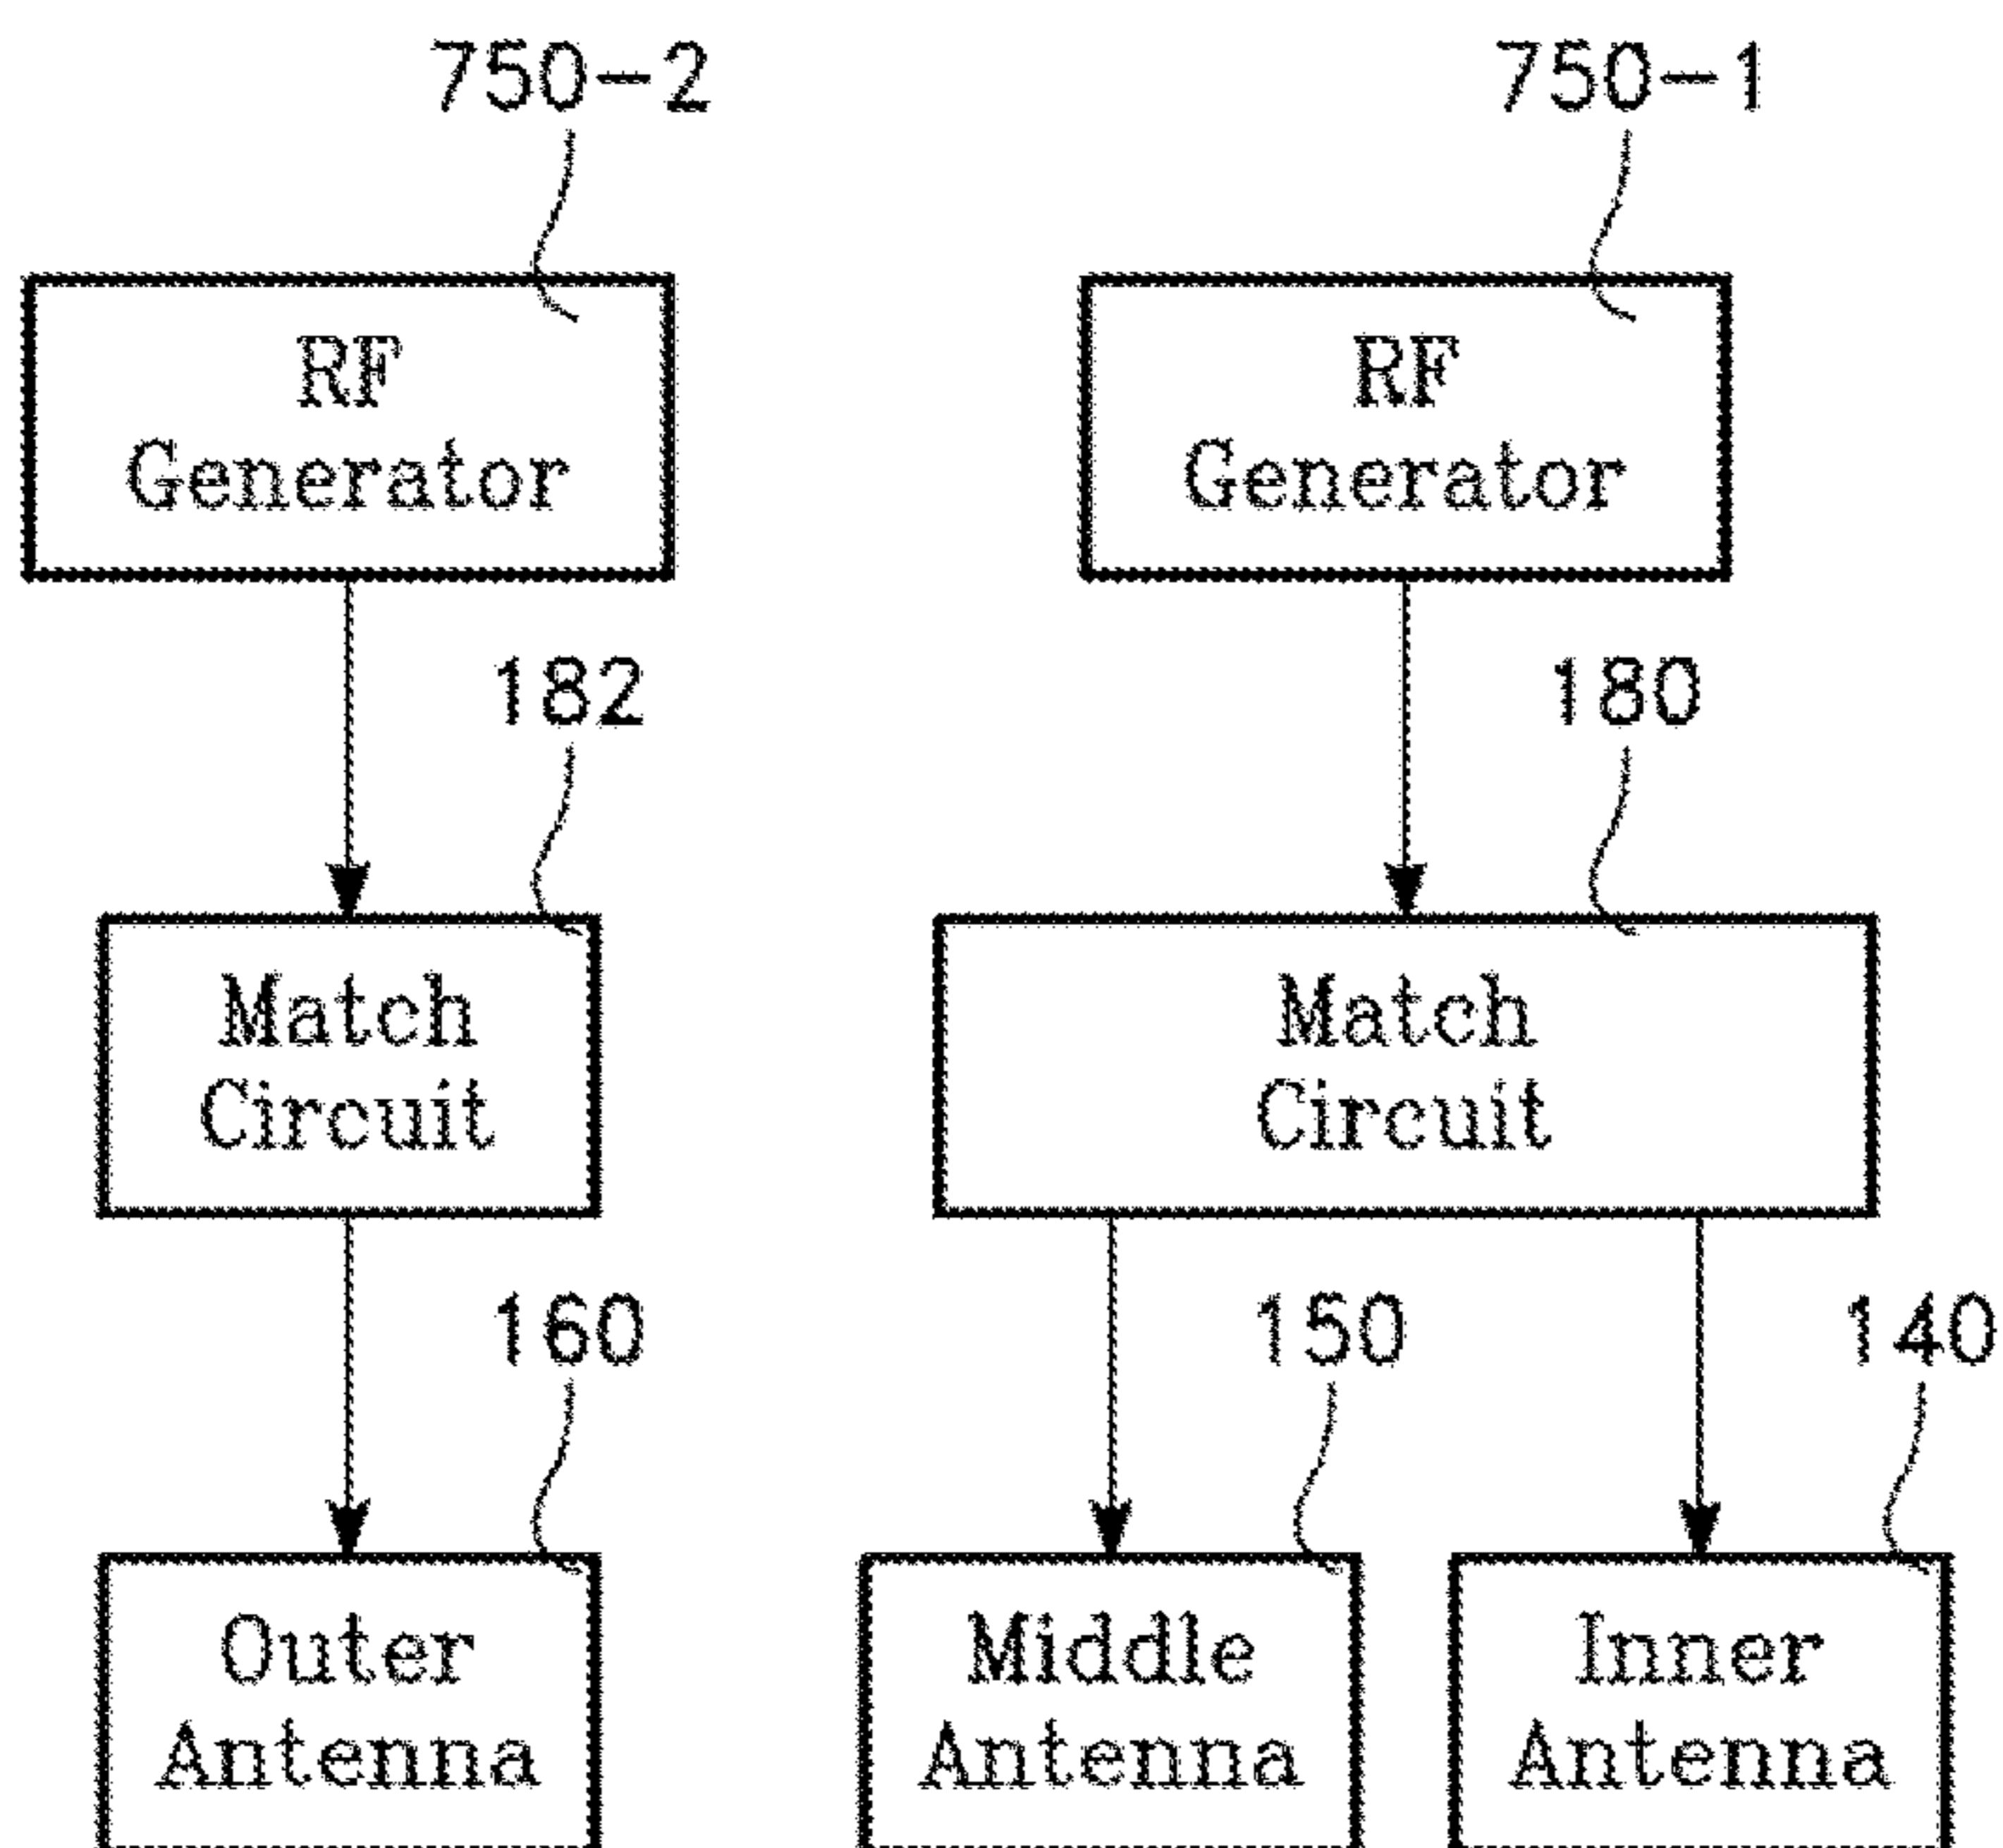 750-2
750-1
RF
Generator
RF
Generator
182
180
Match
Circuit
Match
Circuit
160
150
140
Outer
Antenna
Middle
Antenna
Inner
Antenna